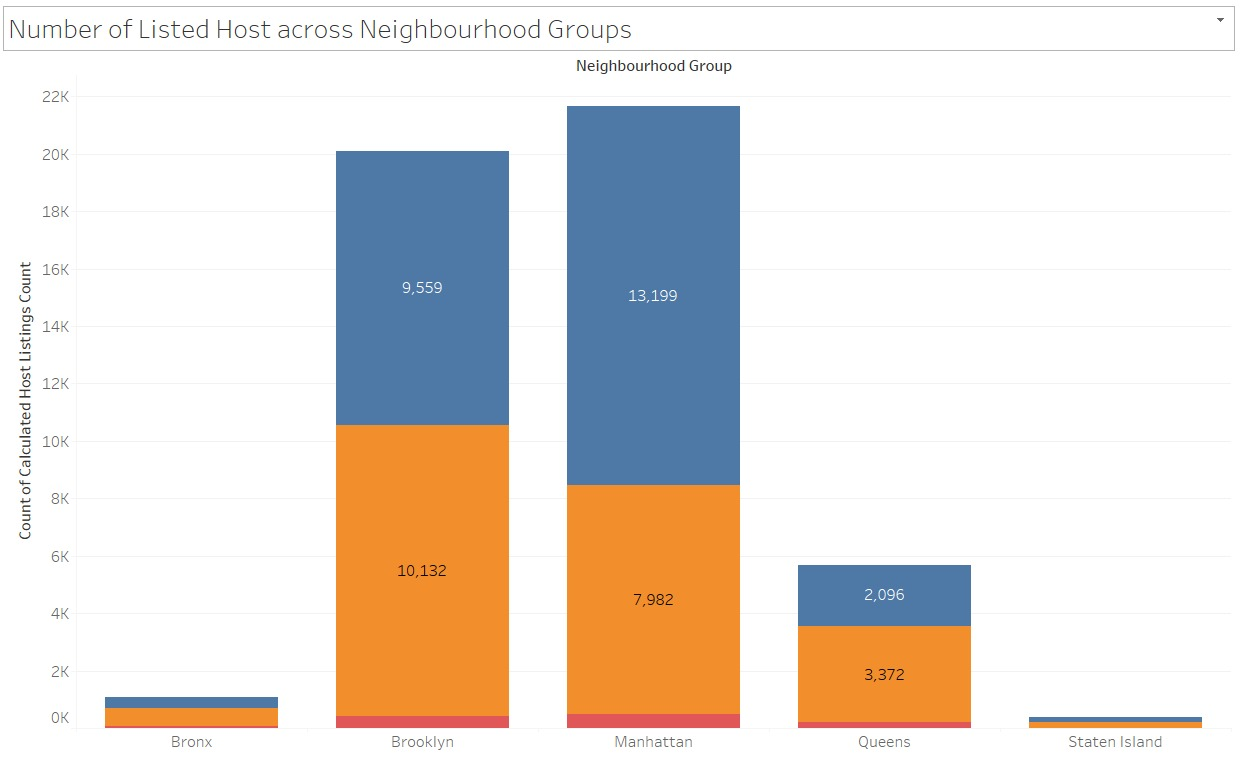 Number of Listed Host across Neighbourhood Groups
Neighbourhood Group
Count of Calculated Host Listings Count
22K
20K
18K
16K
14K
12K
10K
8K
6K
4K
2K
0K
9,559
10,132
13,199
7,982
2,096
3,372
Bronx
Brooklyn
Manhattan
Queens
Staten Island